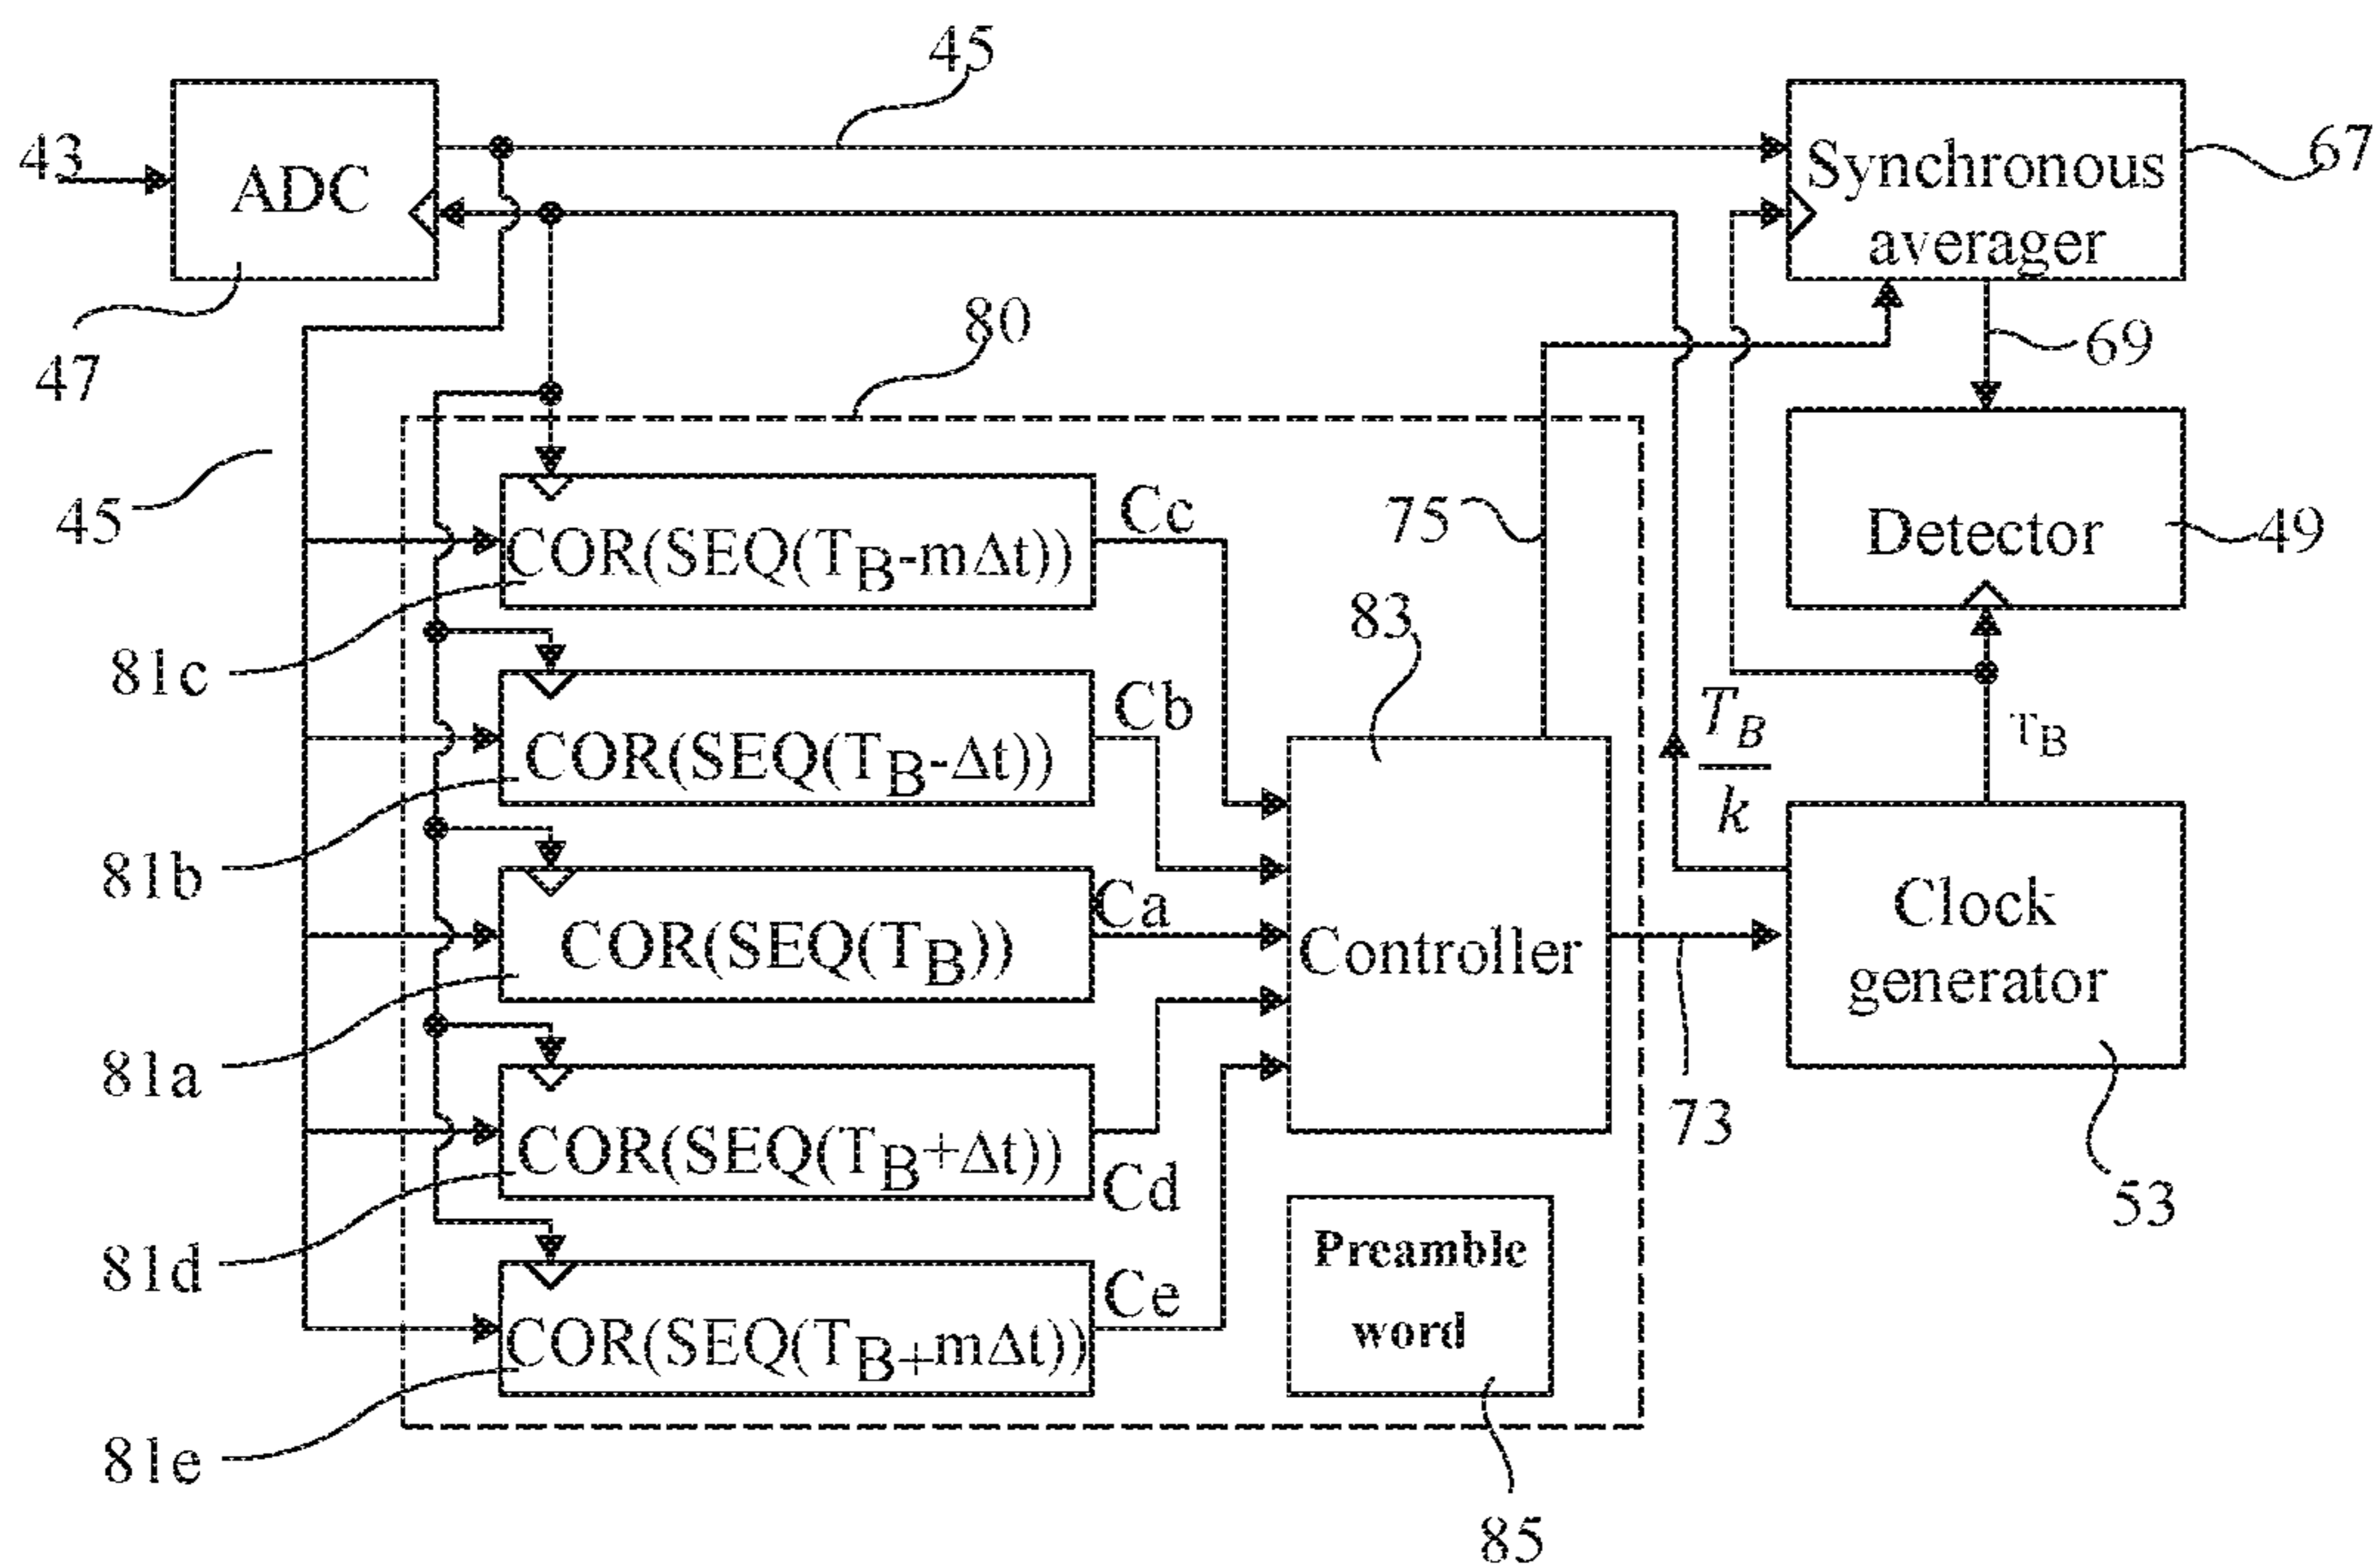 45
43
ADC
Synchronous
averager
67
47
80
69
45
COR(SEQ(TB-mΔt))
Cc
75
Detector
49
81c
83
COR(SEQ(TB-Δt))
Cb
TB
k
TB
81b
COR(SEQ(TB))
Ca
Controller
Clock
generator
81a
73
COR(SEQ(TB+Δt))
Cd
53
81d
Preamble
word
COR(SEQ(TB+mΔt))
Ce
81e
85